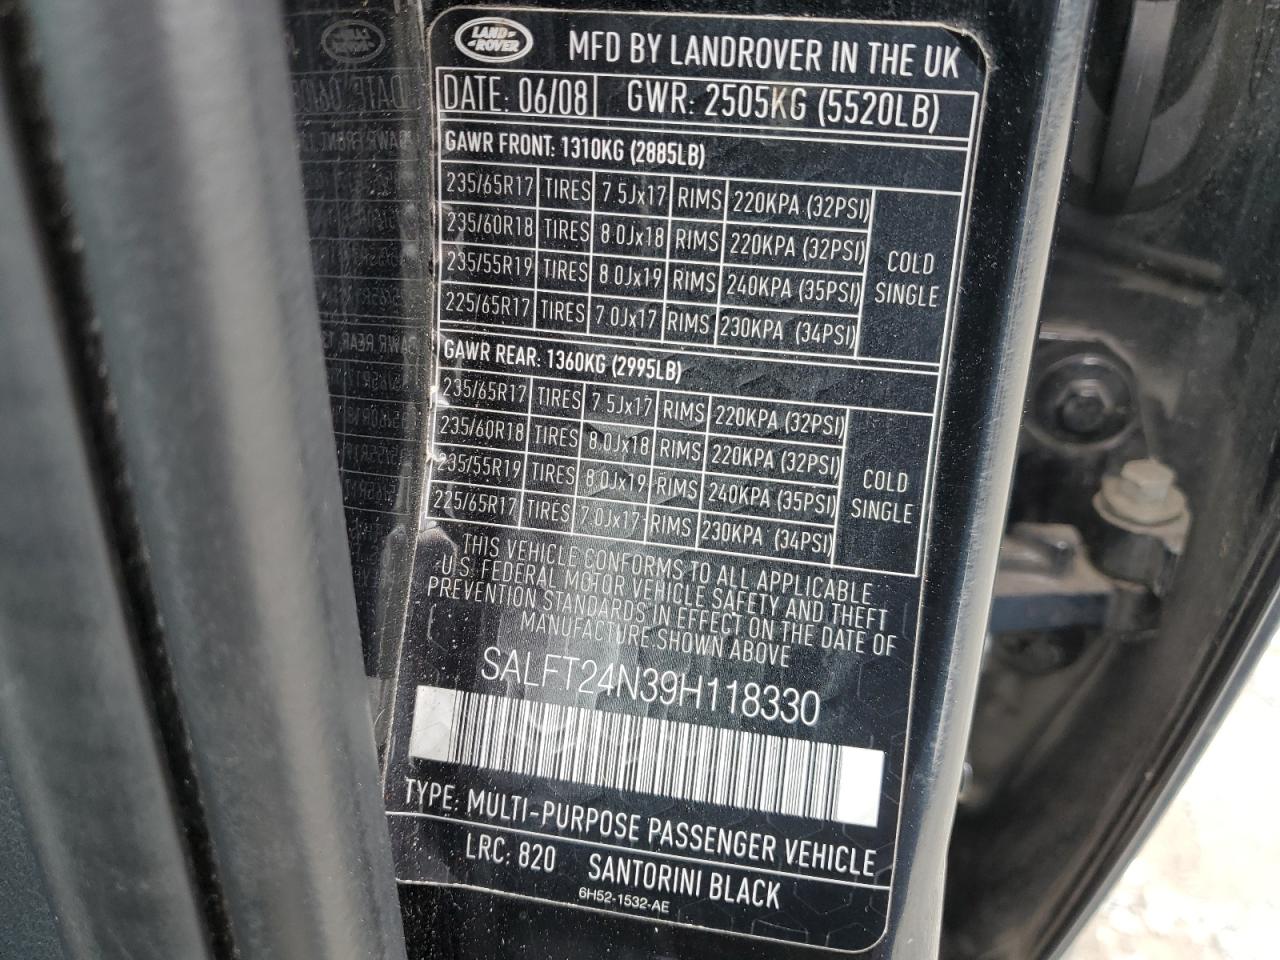 LAND ROVER
MFD BY LANDROVER IN THE UK
DATE: 06/08 GWR: 2505KG (5520LB)
GAWR FRONT: 1310KG (2885LB)
235/65R17 TIRES 7.5Jx17 RIMS 220KPA (32PSI)
235/60R18 TIRES 8.0Jx18 RIMS 220KPA (32PSI)
235/55R19 TIRES 8.0Jx19 RIMS 240KPA (35PSI)
225/65R17 TIRES 7.0Jx17 RIMS 230KPA (34PSI)
COLD
SINGLE
GAWR REAR: 1360KG (2995LB)
235/65R17 TIRES 7.5Jx17 RIMS 220KPA (32PSI)
235/60R18 TIRES 8.0Jx18 RIMS 220KPA (32PSI)
235/55R19 TIRES 8.0Jx19 RIMS 240KPA (35PSI)
225/65R17 TIRES 7.0Jx17 RIMS 230KPA (34PSI)
COLD
SINGLE
THIS VEHICLE CONFORMS TO ALL APPLICABLE
U.S. FEDERAL MOTOR VEHICLE SAFETY AND THEFT
PREVENTION STANDARDS IN EFFECT ON THE DATE OF
MANUFACTURE SHOWN ABOVE
SALFT24N39H118330
TYPE: MULTI-PURPOSE PASSENGER VEHICLE
LRC: 820 SANTORINI BLACK
6H52-1532-AE